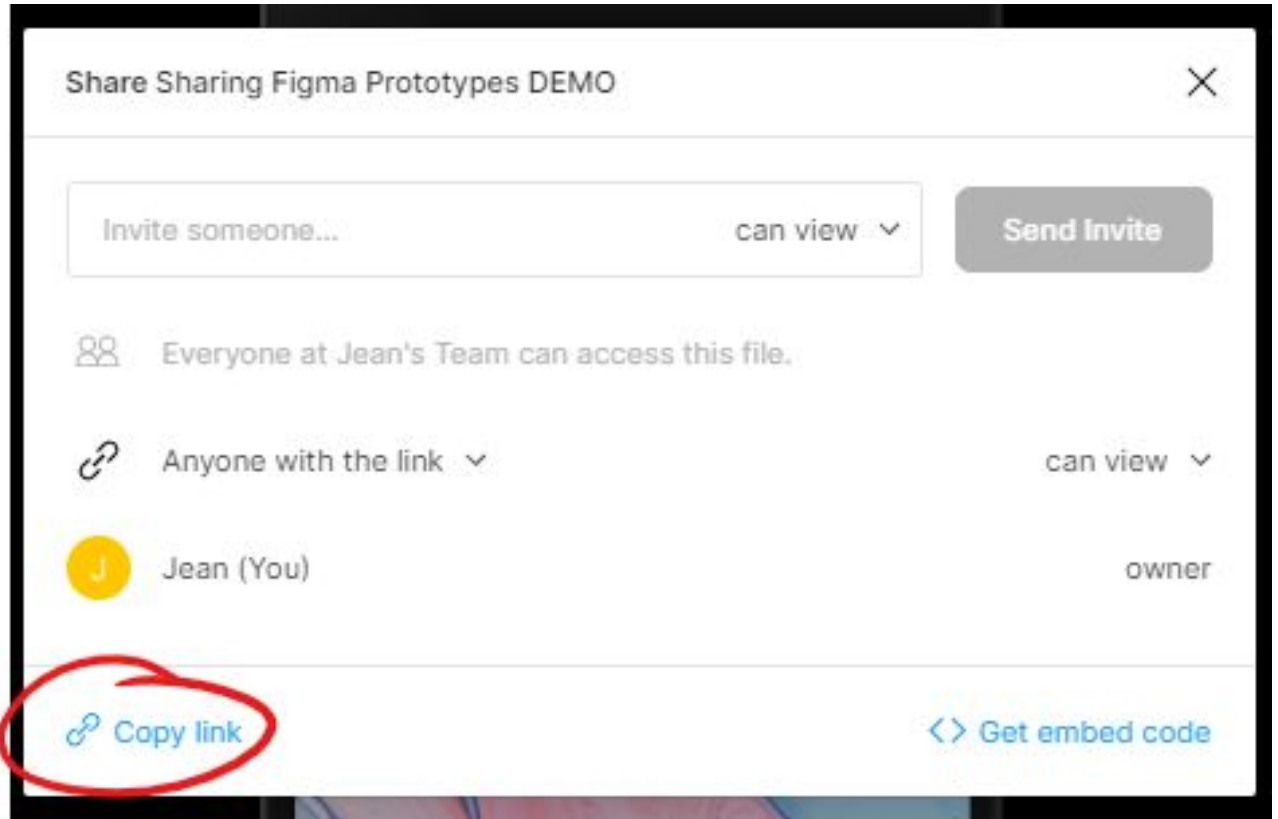 Share Sharing Figma Prototypes DEMO
Invite someone... can view
Send Invite
Everyone at Jean's Team can access this file.
Anyone with the link can view
J Jean (You) owner
Copy link <> Get embed code